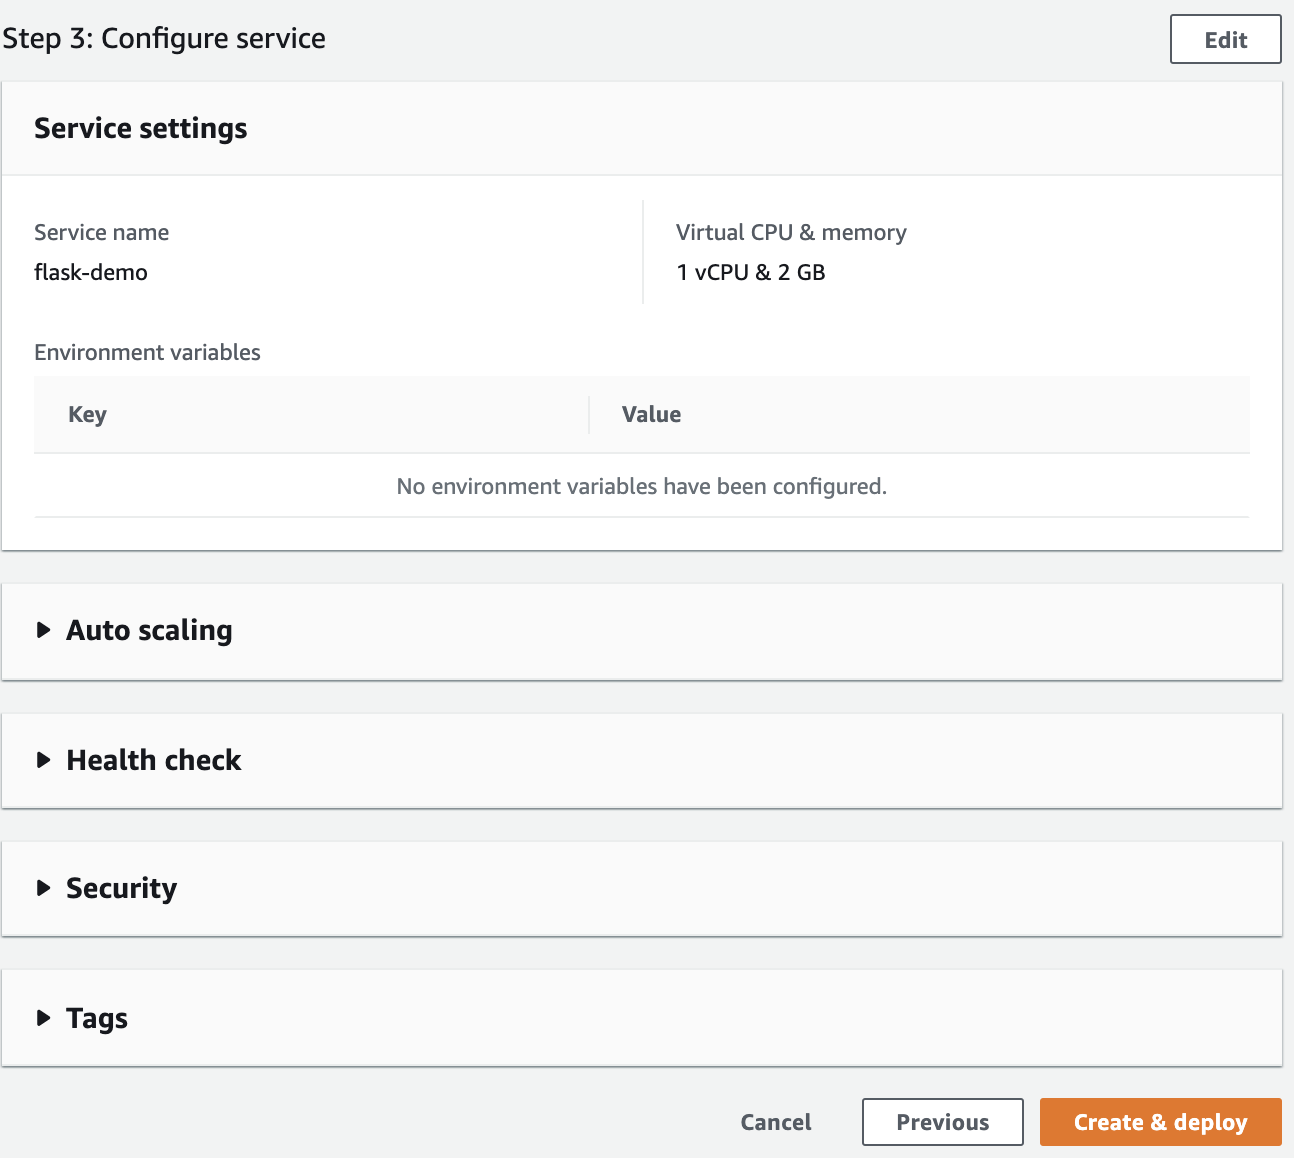 Step 3: Configure service
Edit
Service settings
Service name
Virtual CPU & memory
flask-demo
1 vCPU & 2 GB
Environment variables
Key
Value
No environment variables have been configured.
Auto scaling
Health check
Security
Tags
Cancel
Previous
Create & deploy